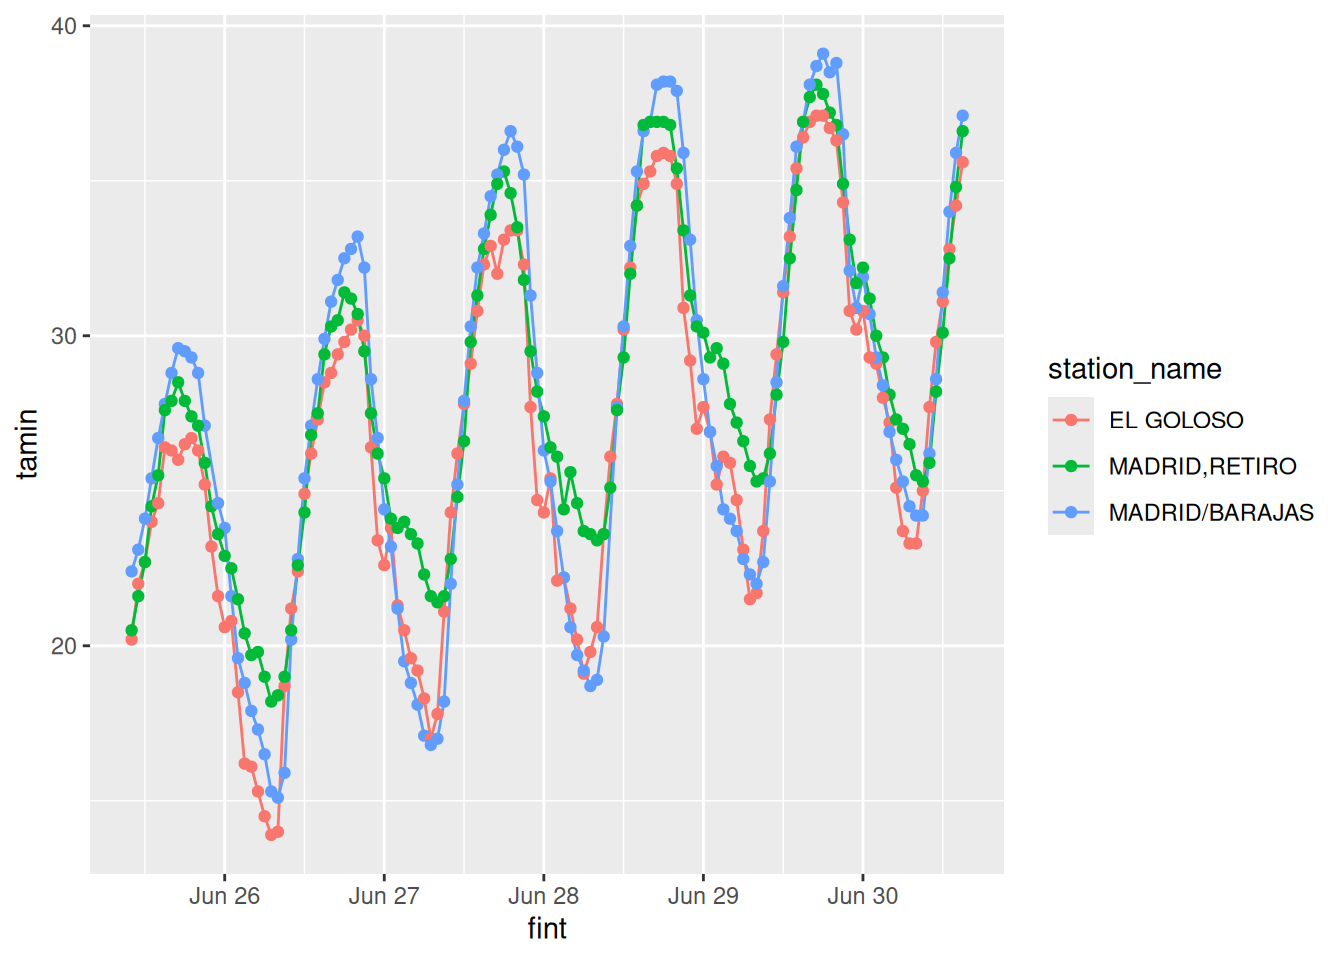 40
30
20
tamin
Jun 26
Jun 27
Jun 28
Jun 29
Jun 30
fint
station_name
EL GOLOSO
MADRID,RETIRO
MADRID/BARAJAS